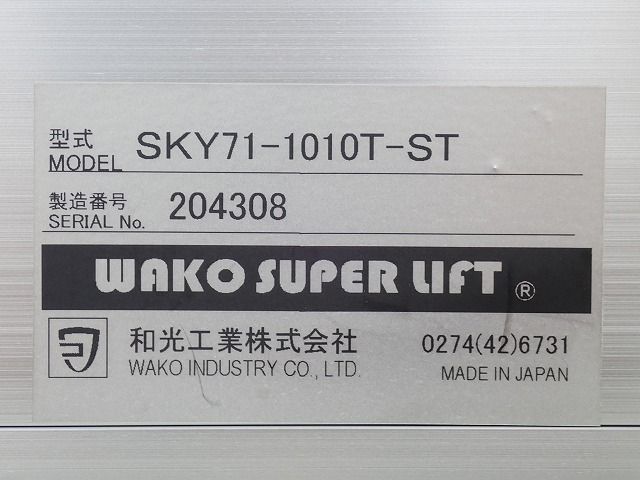 型式
MODEL SKY71-1010T-ST
製造番号
SERIAL No. 204308
WAKO SUPER LIFT ®
和光工業株式会社 0274(42)6731
WAKO INDUSTRY CO., LTD. MADE IN JAPAN